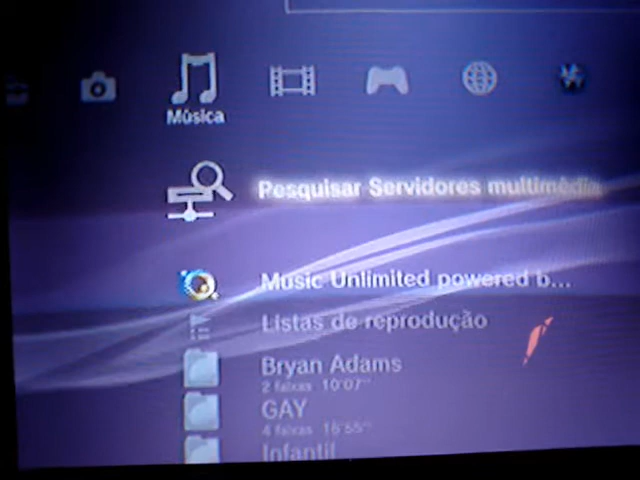 Música
Pesquisar Servidores multimédia
Music Unlimited powered b...
Listas de reprodução
Bryan Adams
2 faixas 10'07"
GAY
4 faixas 16'55"
Infantil